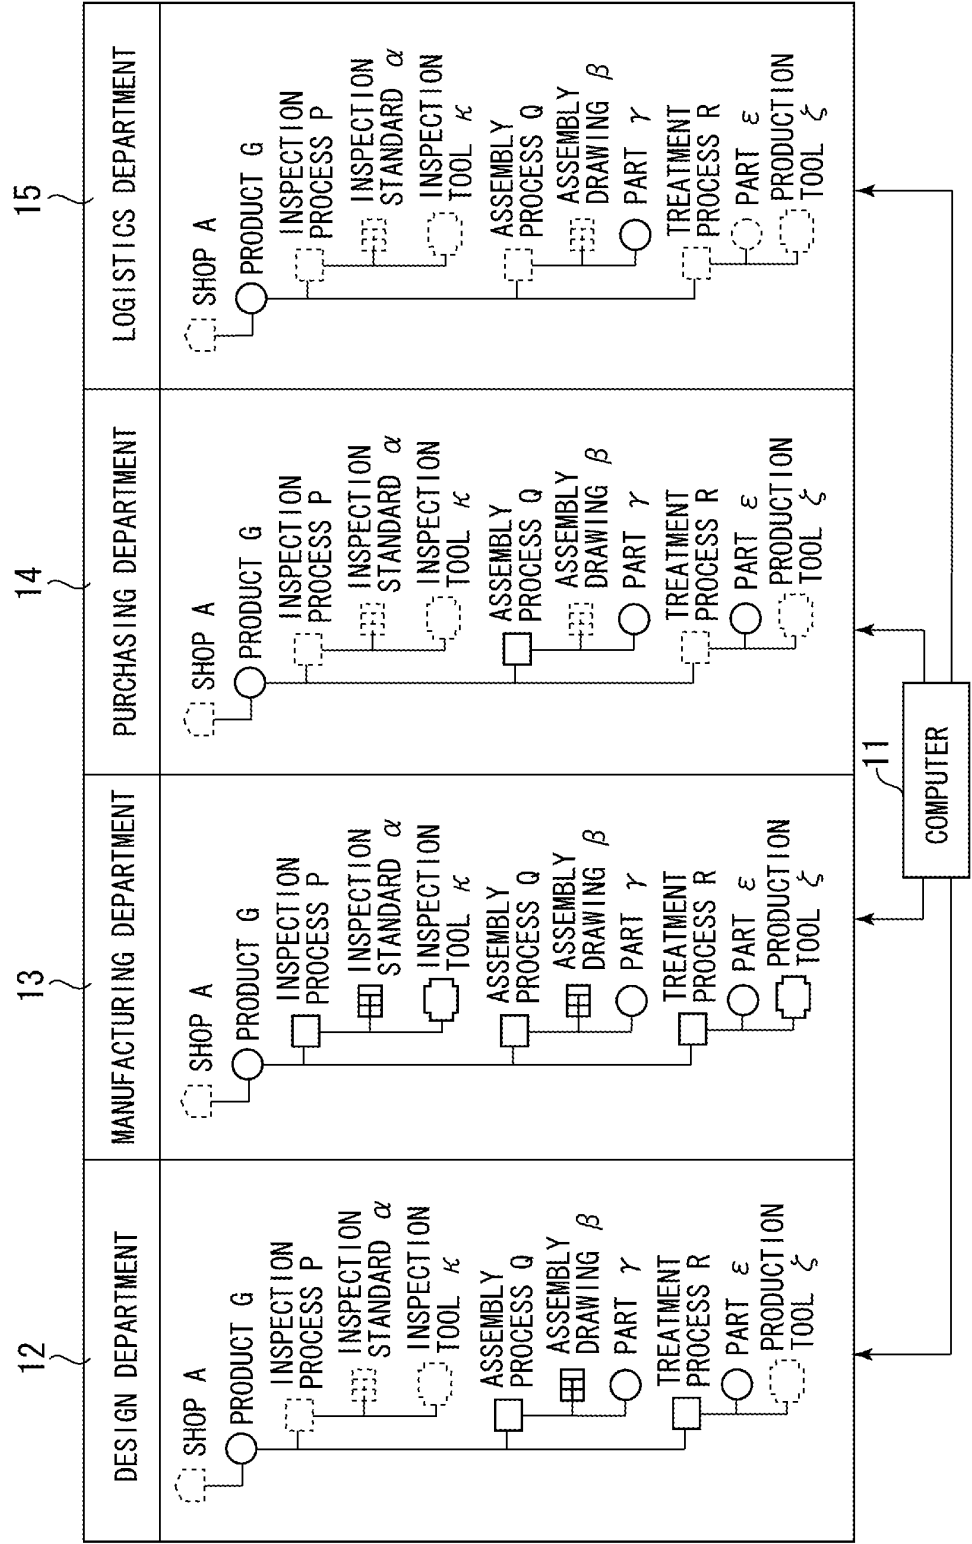 12
13
14
15
DESIGN DEPARTMENT
MANUFACTURING DEPARTMENT
PURCHASING DEPARTMENT
LOGISTICS DEPARTMENT
SHOP A
PRODUCT G
INSPECTION
PROCESS P
INSPECTION
STANDARD α
INSPECTION
TOOL κ
ASSEMBLY
PROCESS Q
ASSEMBLY
DRAWING β
PART γ
TREATMENT
PROCESS R
PART ε
PRODUCTION
TOOL ζ
SHOP A
PRODUCT G
INSPECTION
PROCESS P
INSPECTION
STANDARD α
INSPECTION
TOOL κ
ASSEMBLY
PROCESS Q
ASSEMBLY
DRAWING β
PART γ
TREATMENT
PROCESS R
PART ε
PRODUCTION
TOOL ζ
SHOP A
PRODUCT G
INSPECTION
PROCESS P
INSPECTION
STANDARD α
INSPECTION
TOOL κ
ASSEMBLY
PROCESS Q
ASSEMBLY
DRAWING β
PART γ
TREATMENT
PROCESS R
PART ε
PRODUCTION
TOOL ζ
SHOP A
PRODUCT G
INSPECTION
PROCESS P
INSPECTION
STANDARD α
INSPECTION
TOOL κ
ASSEMBLY
PROCESS Q
ASSEMBLY
DRAWING β
PART γ
TREATMENT
PROCESS R
PART ε
PRODUCTION
TOOL ζ
11
COMPUTER